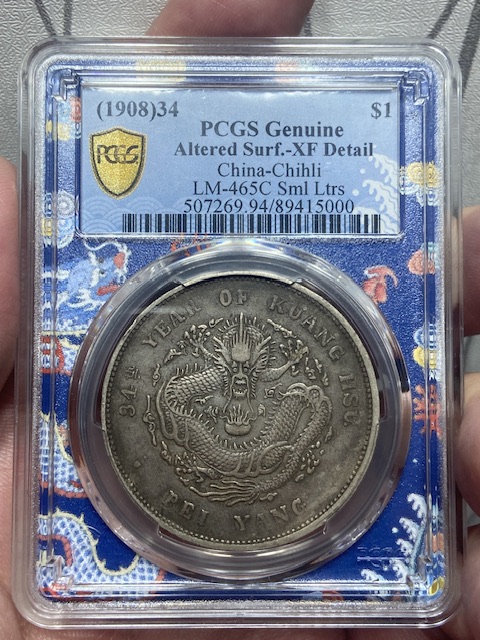 (1908)34 $1
PCGS Genuine
Altered Surf.-XF Detail
China-Chihli
LM-465C Sml Ltrs
507269.94/89415000
PCGS
34TH YEAR OF KUANG HSU.
PEI YANG
PCGS